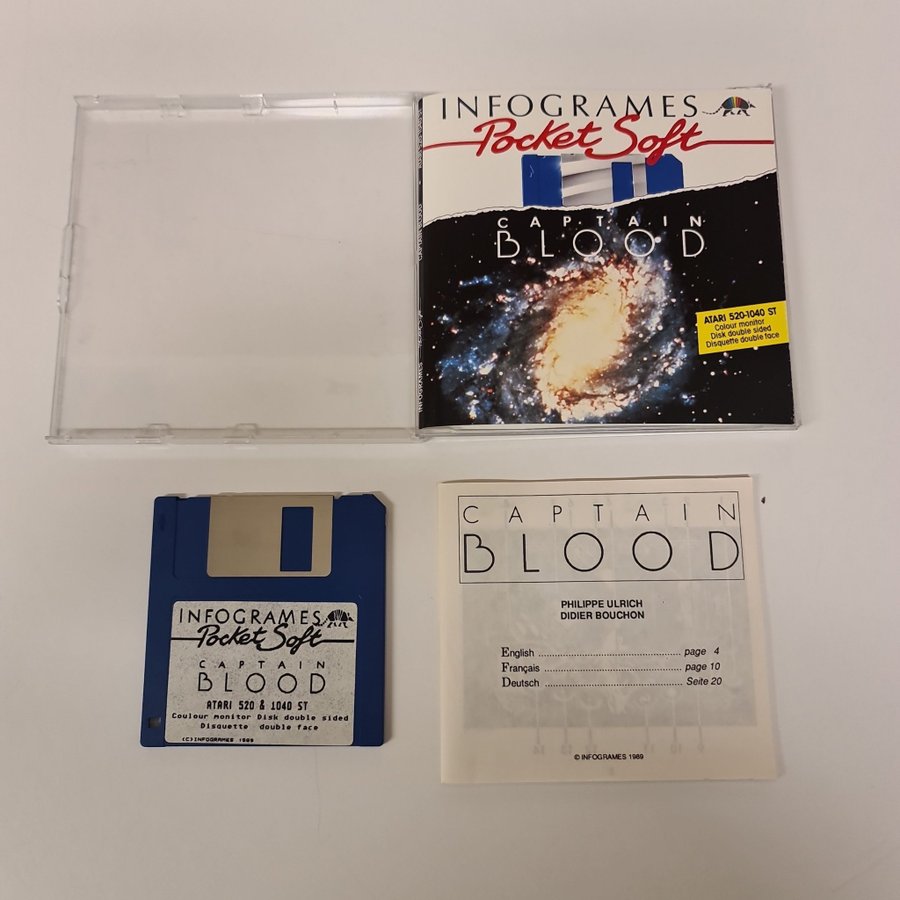 INFOGRAMES
Pocket Soft
CAPTAIN
BLOOD
ATARI 520-1040 ST
Colour monitor
Disk double sided
Disquette double face
INFOGRAMES
INFOGRAMES
Pocket Soft
CAPTAIN
BLOOD
ATARI 520 & 1040 ST
Colour monitor Disk double sided
Disquette double face
(C)INFOGRAMES 1989
CAPTAIN
BLOOD
PHILIPPE ULRICH
DIDIER BOUCHON
English ........................................ page 4
Français ........................................ page 10
Deutsch ........................................ Seite 20
© INFOGRAMES 1989